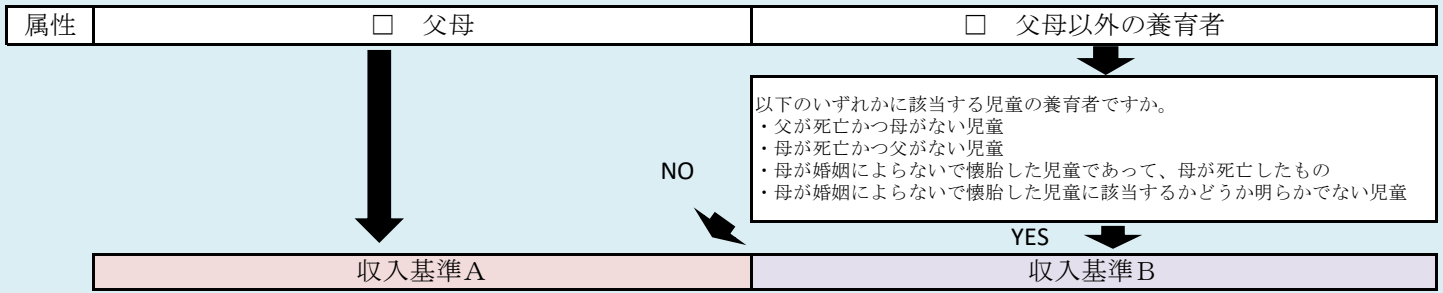 属性 □ 父母 □ 父母以外の養育者
以下のいずれかに該当する児童の養育者ですか。
・父が死亡かつ母がない児童
・母が死亡かつ父がない児童
・母が婚姻によらないで懐胎した児童であって、母が死亡したもの
・母が婚姻によらないで懐胎した児童に該当するかどうか明らかでない児童
NO
YES
収入基準A 収入基準B